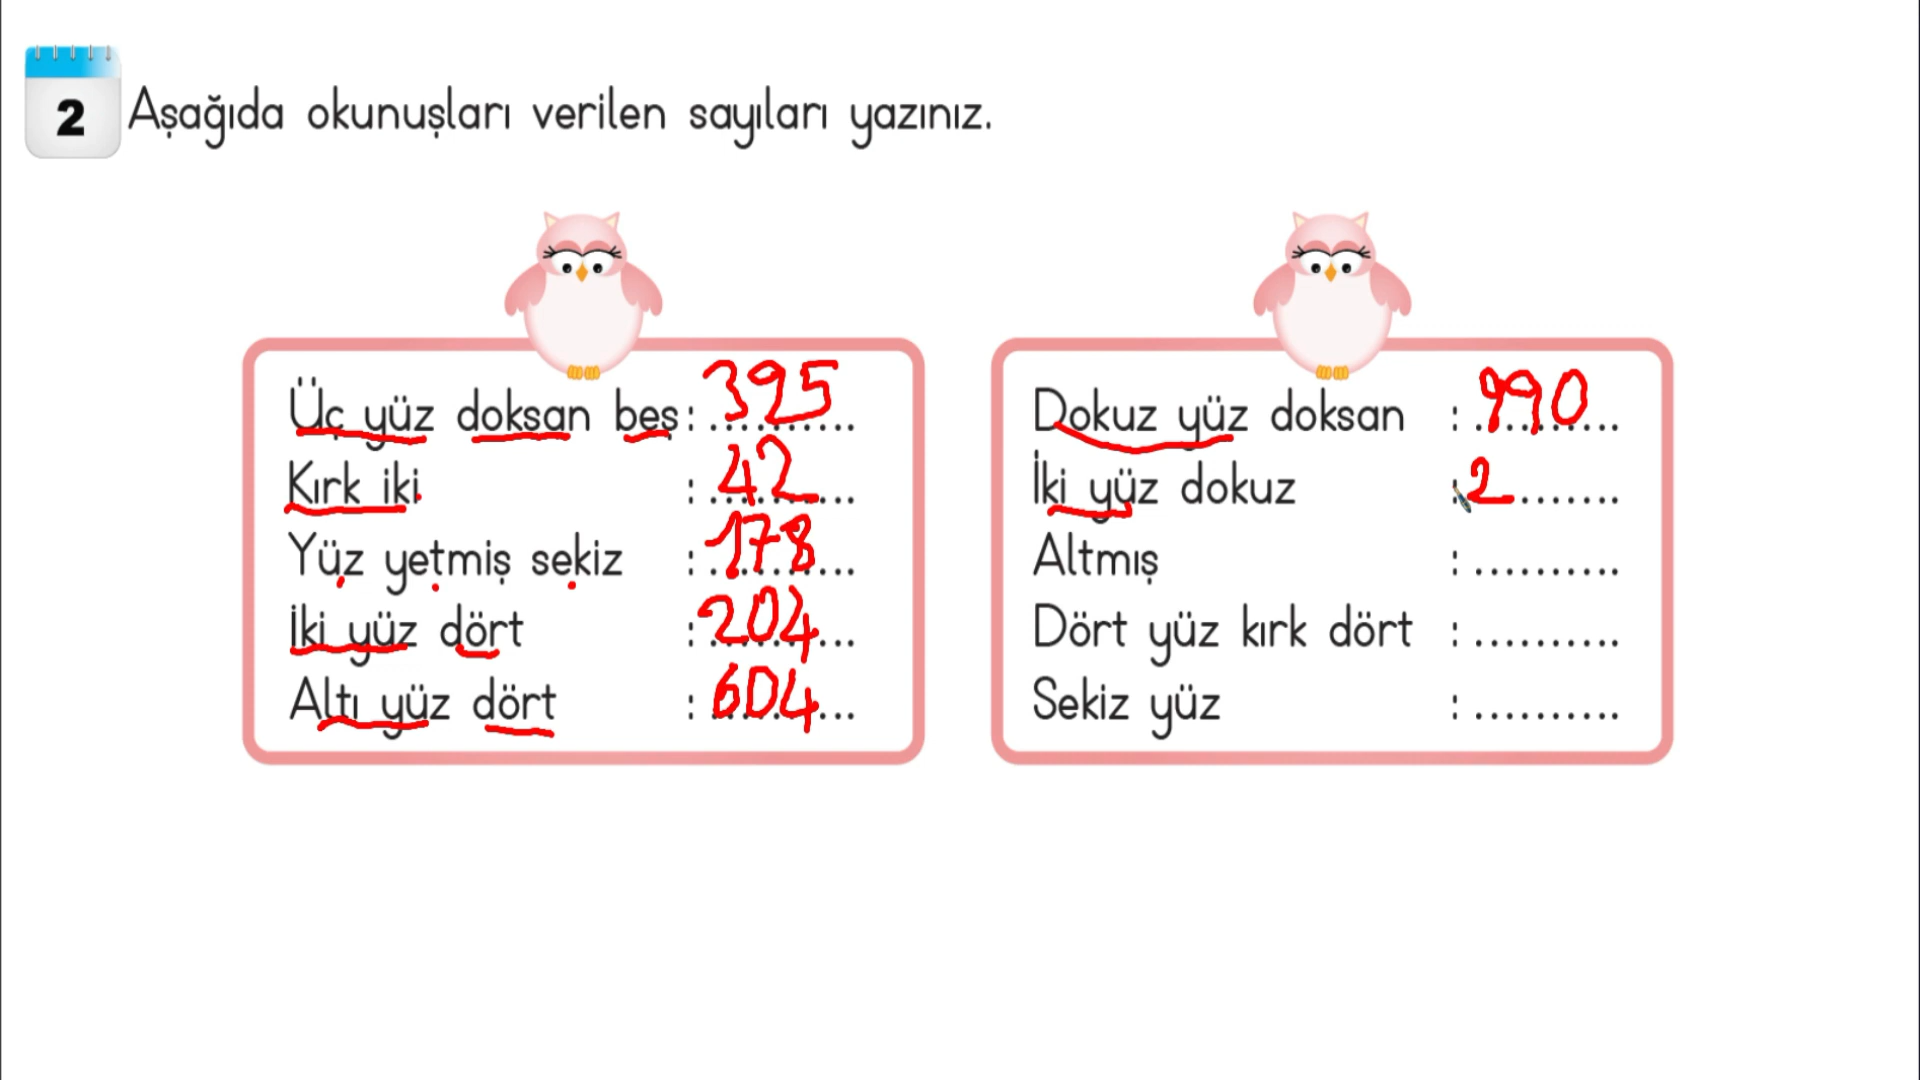 2 Aşağıda okunuşları verilen sayıları yazınız.
Üç yüz doksan beş : 395
Kırk iki : 42
Yüz yetmiş sekiz : 178
İki yüz dört : 204
Altı yüz dört : 604
Dokuz yüz doksan : 990
İki yüz dokuz : 2
Altmış : ..........
Dört yüz kırk dört : ..........
Sekiz yüz : ..........